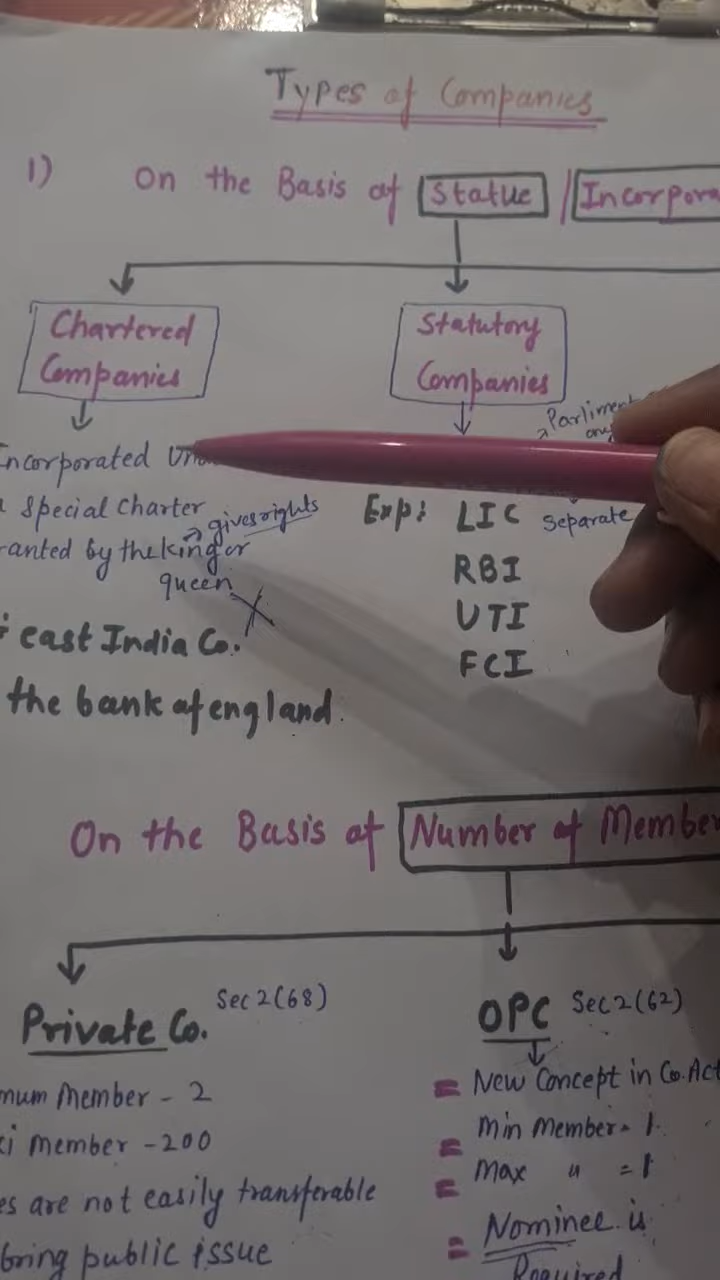 Types of Companies
1) On the Basis of Statue / Incorpora
Chartered Companies
Statutory Companies
Parliment
Incorporated
a Special Charter
gives rights
ranted by the king or
queen
Exp: LIC
Separate
RBI
UTI
FCI
east India Co.
the bank of england.
On the Basis of Number of Member
Private Co. Sec 2(68)
OPC Sec 2(62)
mum Member - 2
xi member - 200
es are not easily transferable
bring public issue
New Concept in Co. Act
Min Member - 1.
Max " = 1
Nominee is
Required